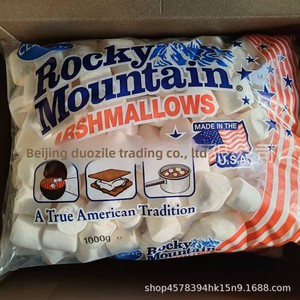 Rocky
Mountain®
MARSHMALLOWS
MADE IN THE
U.S.A.
Beijing duozile trading co., ltd
A True American Tradition
1000g
Rocky
Mountain
shop4578394hk15n9.1688.com